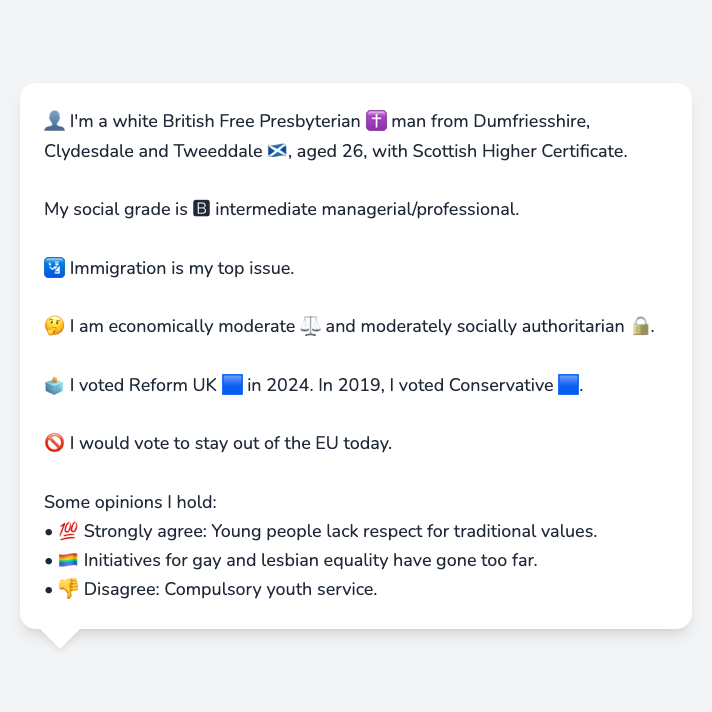 👤 I'm a white British Free Presbyterian ✝️ man from Dumfriesshire,
Clydesdale and Tweeddale 🏴󠁧󠁢󠁳󠁣󠁴󠁿, aged 26, with Scottish Higher Certificate.
My social grade is 🅱 intermediate managerial/professional.
🛂 Immigration is my top issue.
🤔 I am economically moderate ⚖️ and moderately socially authoritarian 🔒.
🗳️ I voted Reform UK 🟦 in 2024. In 2019, I voted Conservative 🟦.
🚫 I would vote to stay out of the EU today.
Some opinions I hold:
• 💯 Strongly agree: Young people lack respect for traditional values.
• 🏳️‍🌈 Initiatives for gay and lesbian equality have gone too far.
• 👎 Disagree: Compulsory youth service.